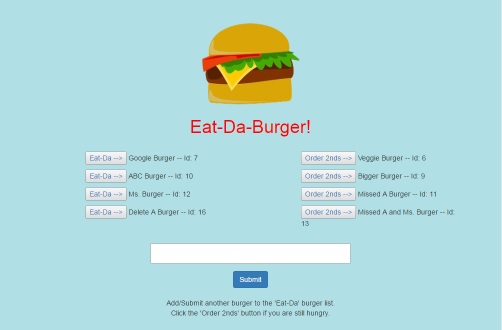 Eat-Da-Burger!
Eat-Da --> Google Burger -- Id: 7
Eat-Da --> ABC Burger -- Id: 10
Eat-Da --> Ms. Burger -- Id: 12
Eat-Da --> Delete A Burger -- Id: 16
Order 2nds --> Veggie Burger -- Id: 6
Order 2nds --> Bigger Burger -- Id: 9
Order 2nds --> Missed A Burger -- Id: 11
Order 2nds --> Missed A and Ms. Burger -- Id:
13
Submit
Add/Submit another burger to the 'Eat-Da' burger list.
Click the 'Order 2nds' button if you are still hungry.